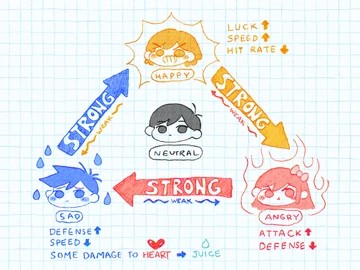 LUCK ↑
SPEED ↑
HIT RATE ↓
HAPPY
STRONG
WEAK
STRONG
WEAK
NEUTRAL
STRONG
WEAK
SAD
ANGRY
DEFENSE ↑
SPEED ↓
SOME DAMAGE TO HEART → JUICE
ATTACK ↑
DEFENSE ↓